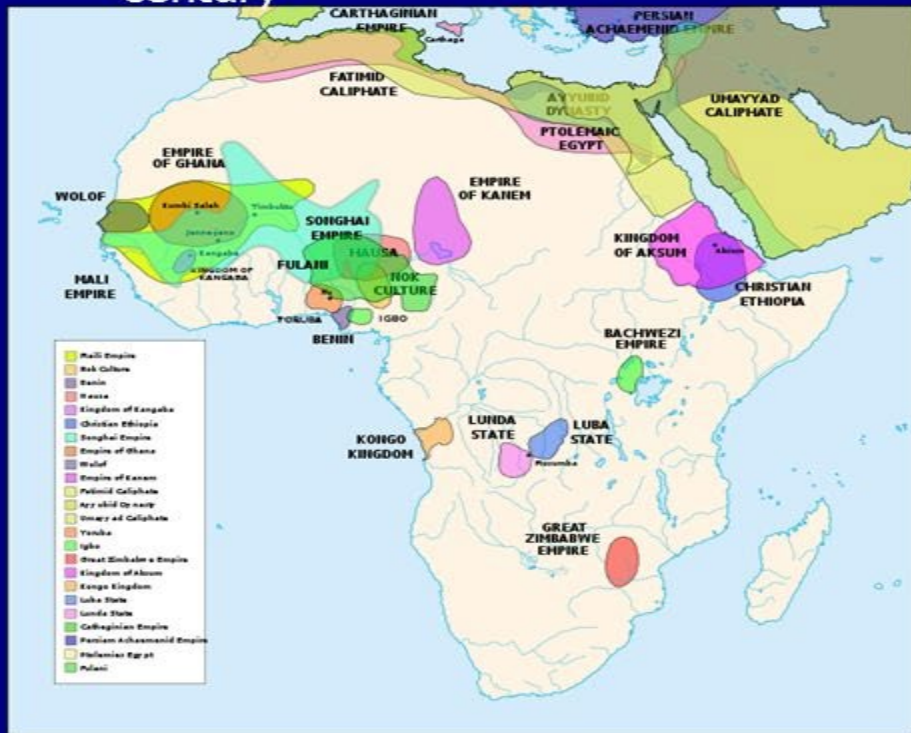 century
CARTHAGINIAN
EMPIRE
Carthage
PERSIAN
ACHAEMENID EMPIRE
FATIMID
CALIPHATE
AYYUBID
DYNASTY
UMAYYAD
CALIPHATE
PTOLEMAIC
EGYPT
EMPIRE
OF GHANA
WOLOF
Kumbi Saleh
Timbuktu
EMPIRE
OF KANEM
SONGHAI
EMPIRE
KINGDOM
OF AKSUM
Aksum
Kangaba
KINGDOM OF
KANGABA
FULANI
HAUSA
NOK
CULTURE
MALI
EMPIRE
CHRISTIAN
ETHIOPIA
YORUBA
IGBO
BENIN
BACHWEZI
EMPIRE
KONGO
KINGDOM
LUNDA
STATE
LUBA
STATE
GREAT
ZIMBABWE
EMPIRE
Malli Empire
Nok Culture
Benin
Hausa
Kingdom of Kangaba
Christian Ethiopia
Songhai Empire
Empire of Ghana
Wolof
Empire of Kanem
Fatimid Caliphate
Ayyubid Dynasty
Umayyad Caliphate
Yoruba
Igbo
Great Zimbabwe Empire
Kingdom of Aksum
Kongo Kingdom
Luba State
Lunda State
Cathaginian Empire
Persian Achaemenid Empire
Ptolemaic Egypt
Fulani